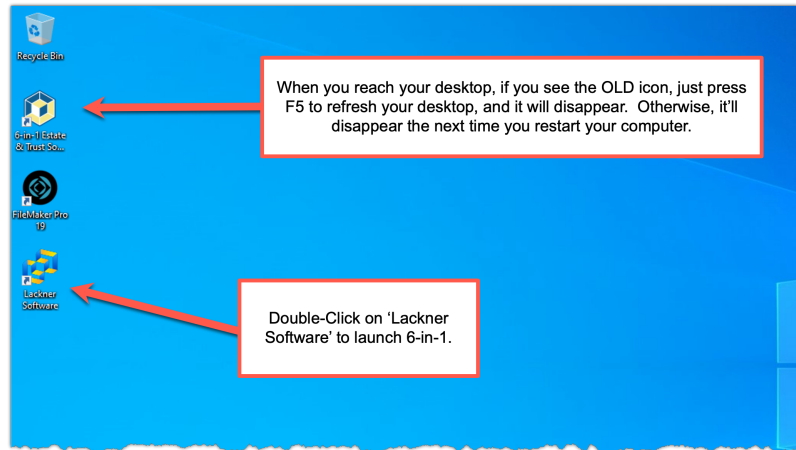 Recycle Bin
When you reach your desktop, if you see the OLD icon, just press
F5 to refresh your desktop, and it will disappear.  Otherwise, it'll
disappear the next time you restart your computer.
6-in-1 Estate
& Trust So...
FileMaker Pro
19
Lackner
Software
Double-Click on ‘Lackner
Software’ to launch 6-in-1.